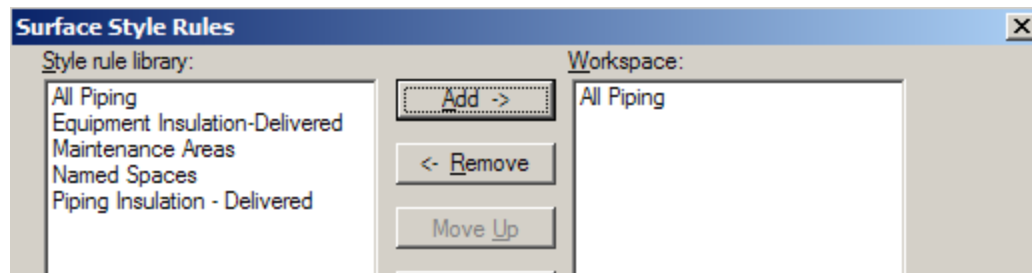 Surface Style Rules
Style rule library:
All Piping
Equipment Insulation-Delivered
Maintenance Areas
Named Spaces
Piping Insulation - Delivered
Add ->
<- Remove
Move Up
Workspace:
All Piping